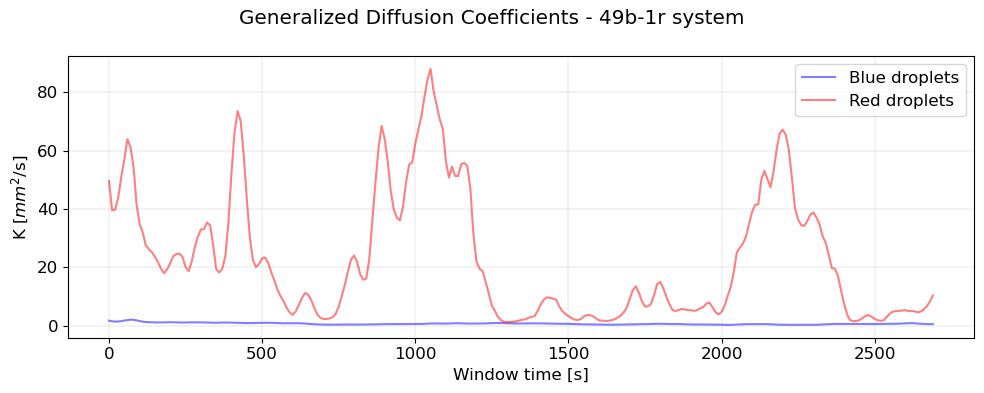 Generalized Diffusion Coefficients - 49b-1r system
Blue droplets
Red droplets
K [mm²/s]
80
60
40
20
0
0 500 1000 1500 2000 2500
Window time [s]